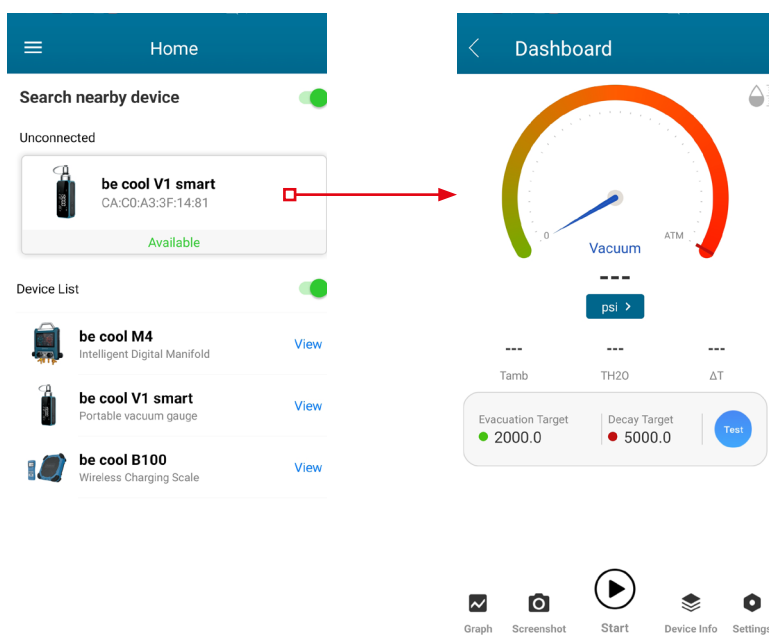 Home
Search nearby device
Unconnected
be cool V1 smart
CA:C0:A3:3F:14:81
Available
Device List
be cool M4
Intelligent Digital Manifold
View
be cool V1 smart
Portable vacuum gauge
View
be cool B100
Wireless Charging Scale
View
Dashboard
0
ATM
Vacuum
---
psi >
--- --- ---
Tamb TH2O ΔT
Evacuation Target Decay Target
2000.0 5000.0
Test
Graph Screenshot Start Device Info Settings